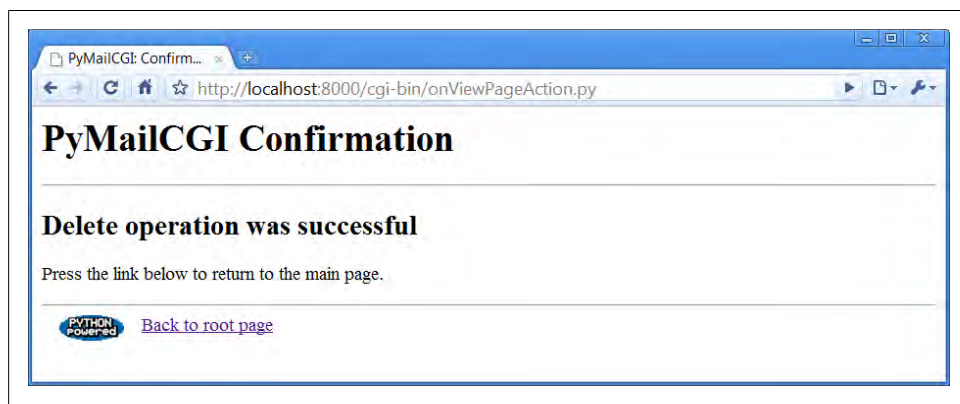 PyMailCGI: Confirm...
http://localhost:8000/cgi-bin/onViewPageAction.py
PyMailCGI Confirmation
Delete operation was successful
Press the link below to return to the main page.
PYTHON
Powered
Back to root page